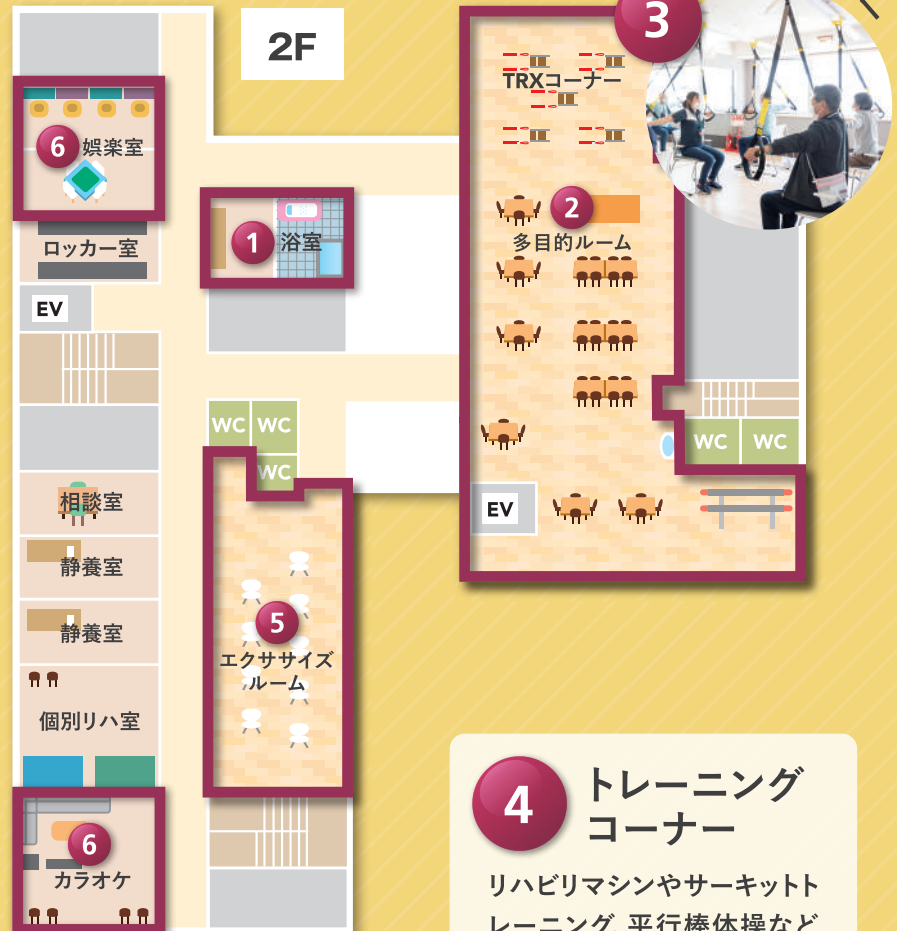 2F
3
TRXコーナー
6
娯楽室
2
多目的ルーム
ロッカー室
1
浴室
EV
WC
WC
WC
WC
WC
相談室
EV
静養室
5
静養室
エクササイズ
ルーム
個別リハ室
4
トレーニング
コーナー
6
カラオケ
リハビリマシンやサーキットト
レーニング、平行棒体操など